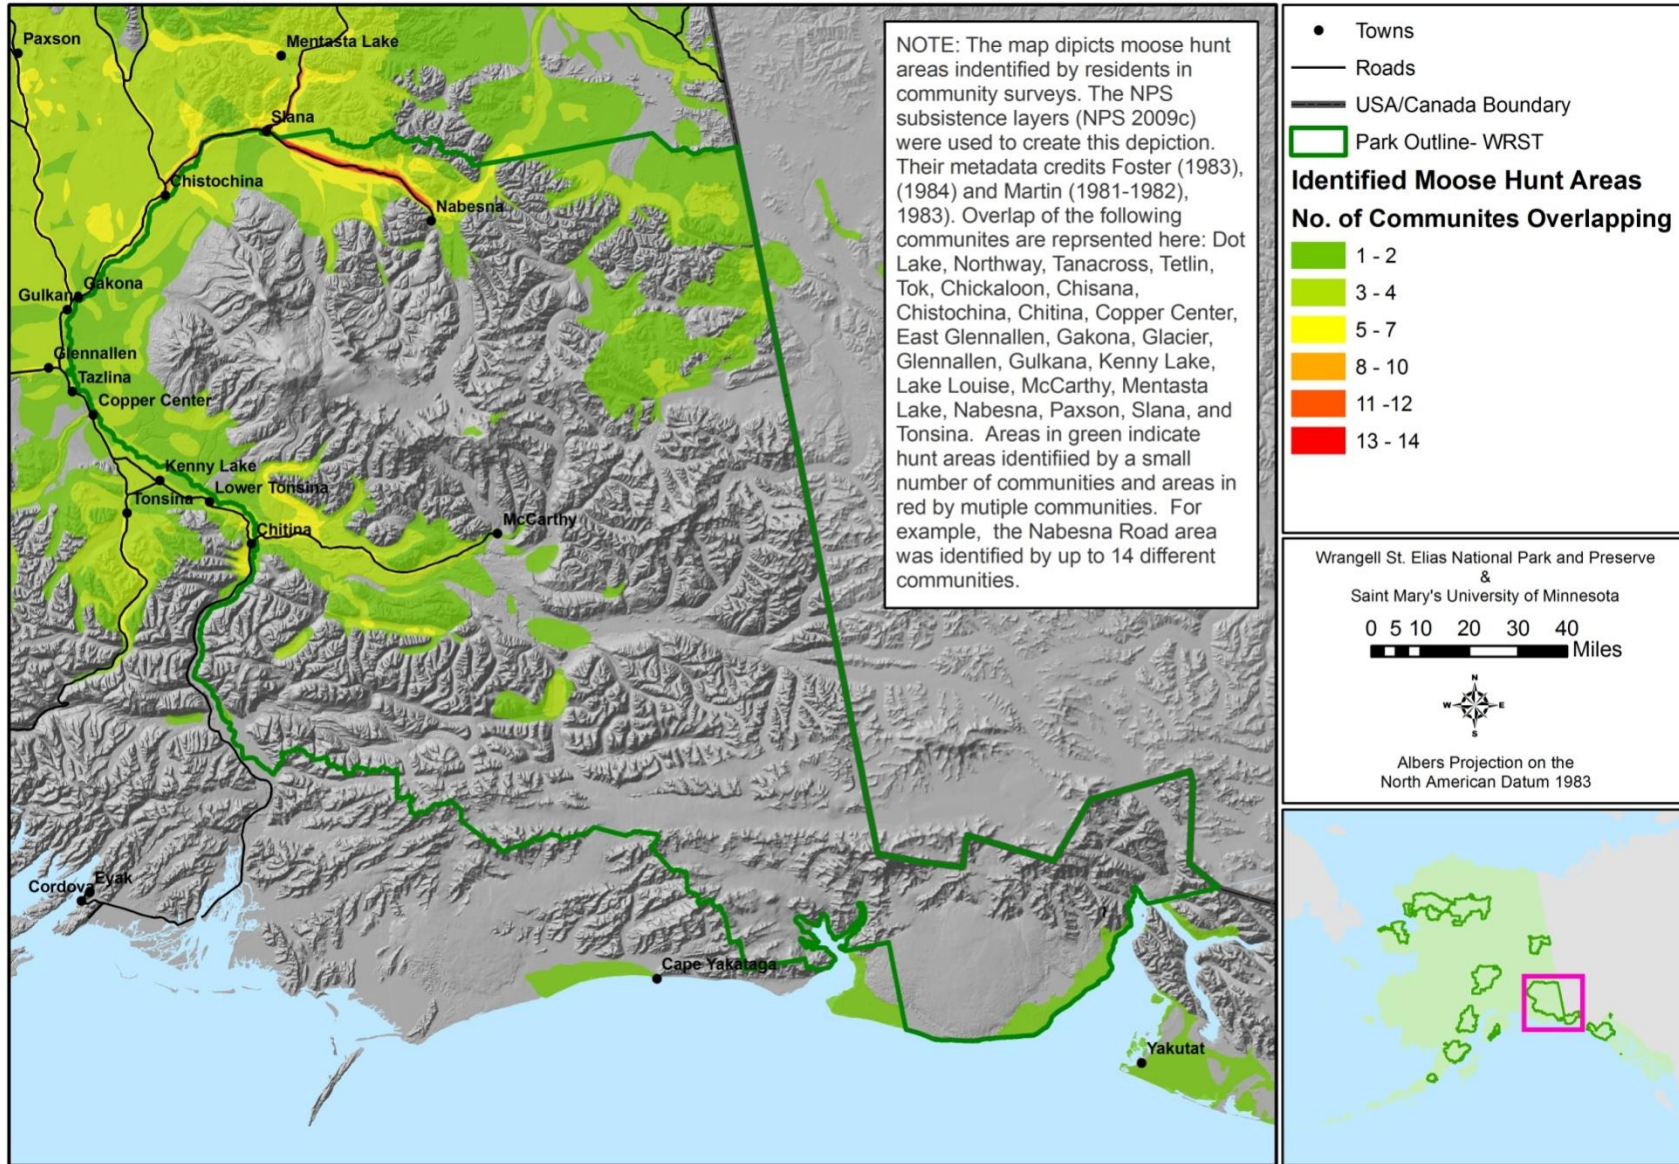 Paxson
Mentasta Lake
Slana
Chistochina
Nabesna
Gakona
Gulkana
Glennallen
Tazlina
Copper Center
Kenny Lake
Lower Tonsina
Tonsina
Chitina
McCarthy
Eyak
Cordova
Cape Yakataga
Yakutat
NOTE: The map dipicts moose hunt
areas indentified by residents in
community surveys. The NPS
subsistence layers (NPS 2009c)
were used to create this depiction.
Their metadata credits Foster (1983),
(1984) and Martin (1981-1982),
1983). Overlap of the following
communites are reprsented here: Dot
Lake, Northway, Tanacross, Tetlin,
Tok, Chickaloon, Chisana,
Chistochina, Chitina, Copper Center,
East Glennallen, Gakona, Glacier,
Glennallen, Gulkana, Kenny Lake,
Lake Louise, McCarthy, Mentasta
Lake, Nabesna, Paxson, Slana, and
Tonsina. Areas in green indicate
hunt areas identifiied by a small
number of communities and areas in
red by mutiple communities. For
example, the Nabesna Road area
was identified by up to 14 different
communities.
Towns
Roads
USA/Canada Boundary
Park Outline- WRST
Identified Moose Hunt Areas
No. of Communites Overlapping
1 - 2
3 - 4
5 - 7
8 - 10
11 -12
13 - 14
Wrangell St. Elias National Park and Preserve
&
Saint Mary's University of Minnesota
0 5 10 20 30 40
Miles
N
W E
S
Albers Projection on the
North American Datum 1983